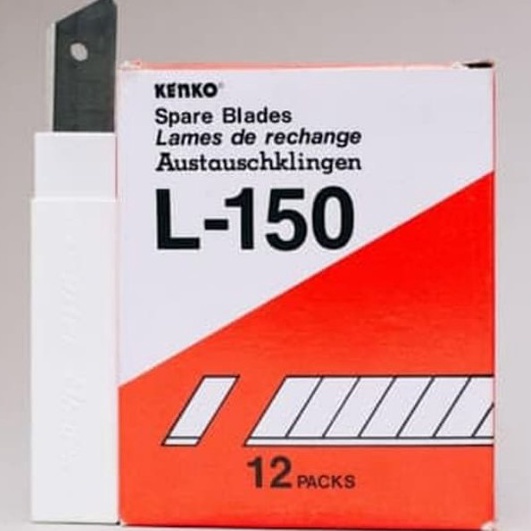 KENKO®
Spare Blades
Lames de rechange
Austauschklingen
L-150
12 PACKS